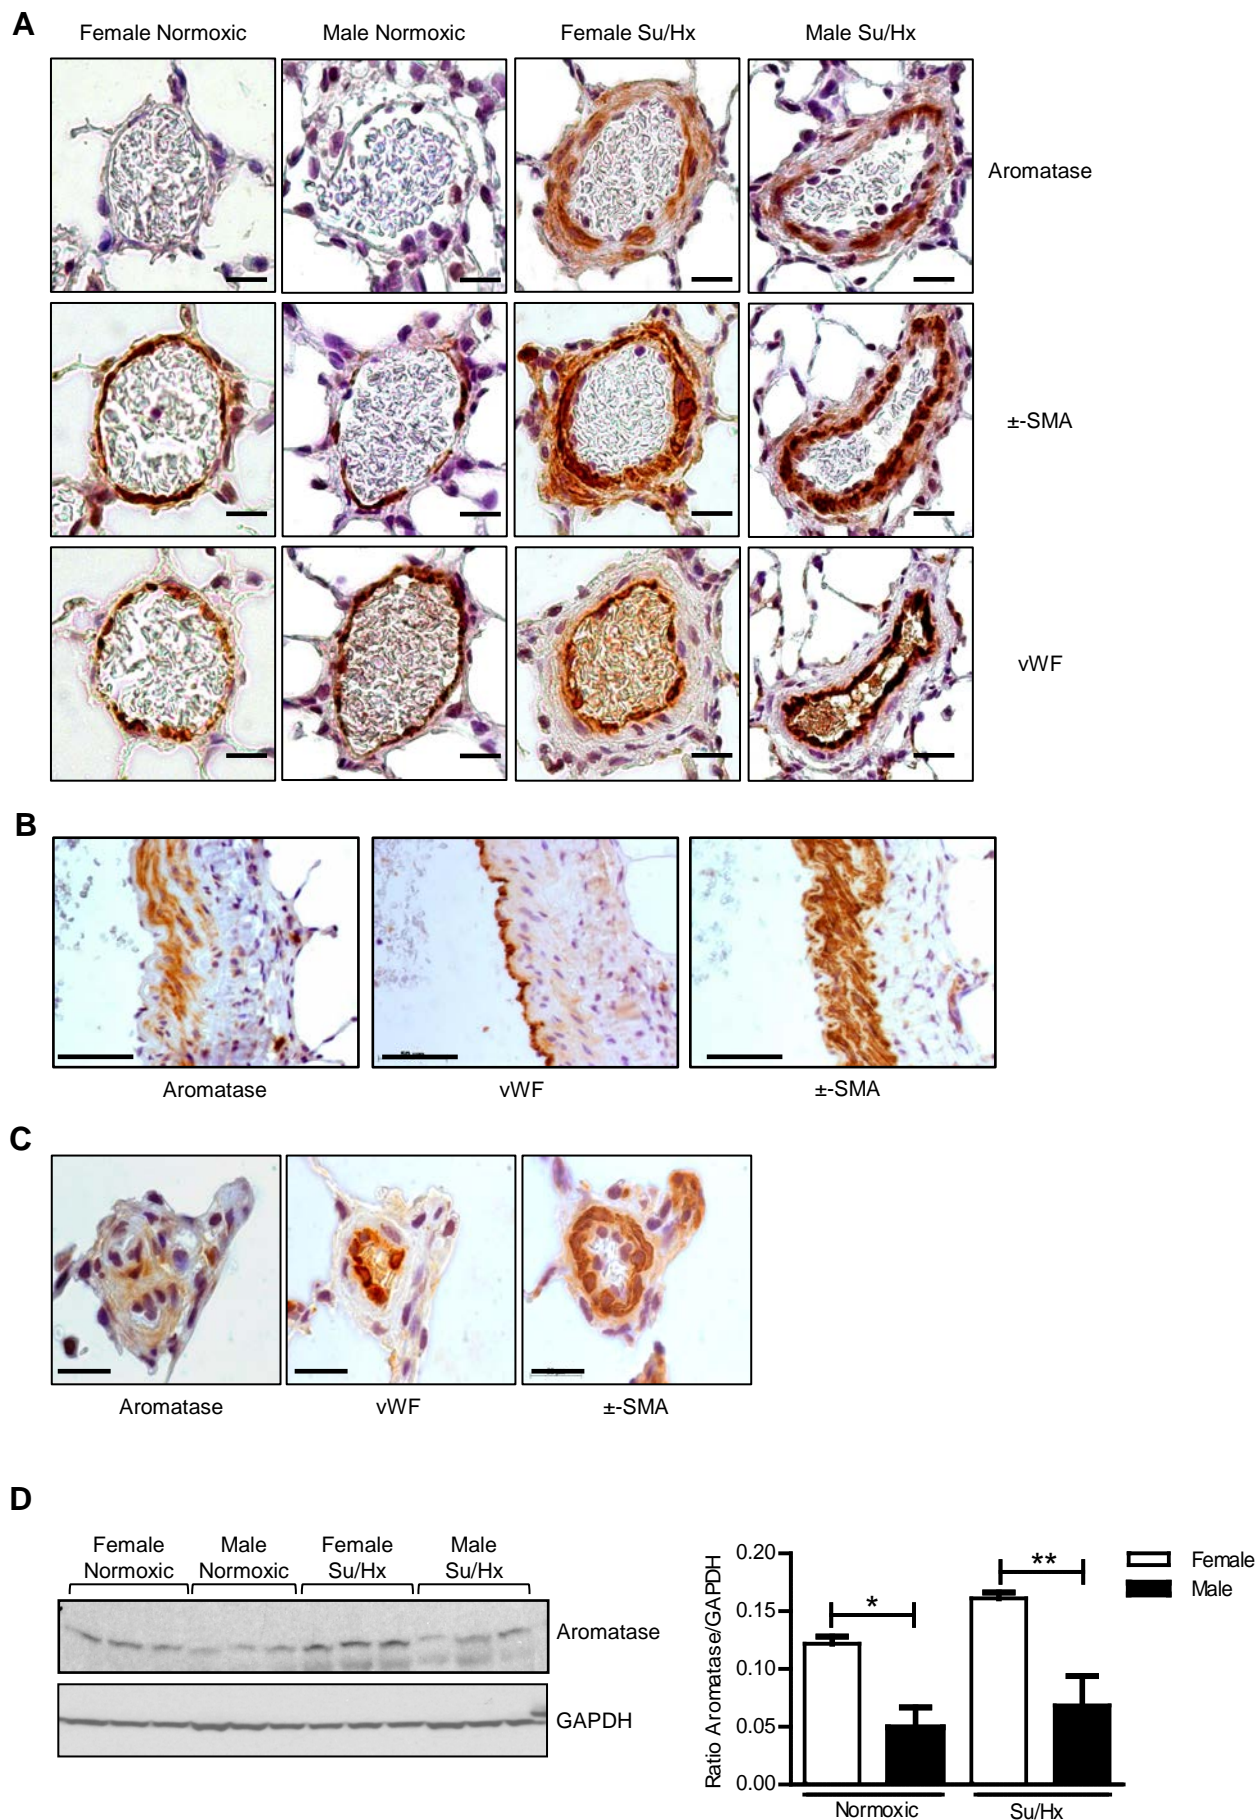 A
Female Normoxic
Male Normoxic
Female Su/Hx
Male Su/Hx
Aromatase
±-SMA
vWF
B
Aromatase
vWF
±-SMA
C
Aromatase
vWF
±-SMA
D
Female Normoxic
Male Normoxic
Female Su/Hx
Male Su/Hx
Aromatase
GAPDH
Ratio Aromatase/GAPDH
0.20
0.15
0.10
0.05
0.00
*
**
Female
Male
Normoxic
Su/Hx